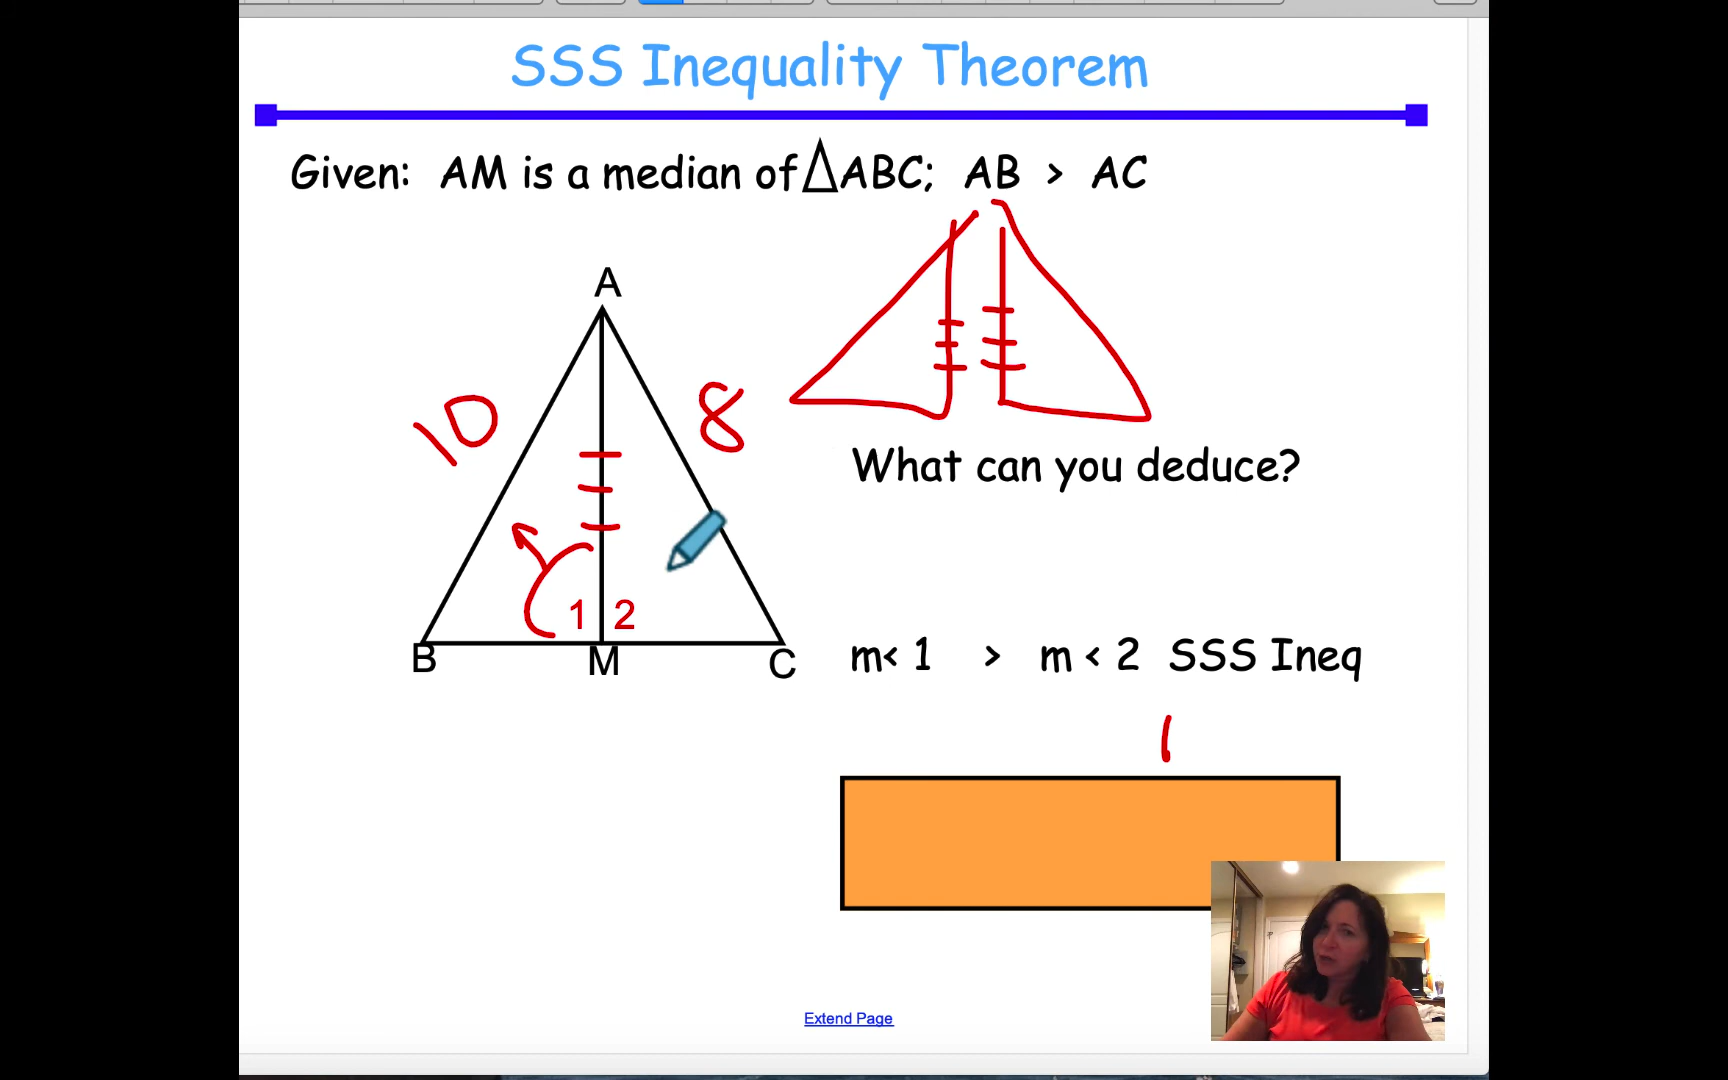 SSS Inequality Theorem
Given: AM is a median of △ABC; AB > AC
A
10
8
What can you deduce?
1 2
B M C
m< 1 > m < 2 SSS Ineq
Extend Page